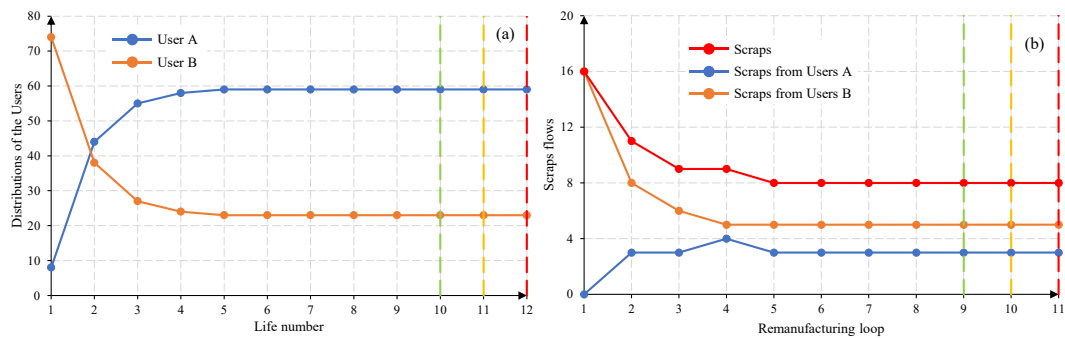 Distributions of the Users
80
70
60
50
40
30
20
10
0
User A
User B
(a)
1 2 3 4 5 6 7 8 9 10 11 12
Life number
Scraps flows
20
16
12
8
4
0
Scraps
Scraps from Users A
Scraps from Users B
(b)
1 2 3 4 5 6 7 8 9 10 11
Remanufacturing loop